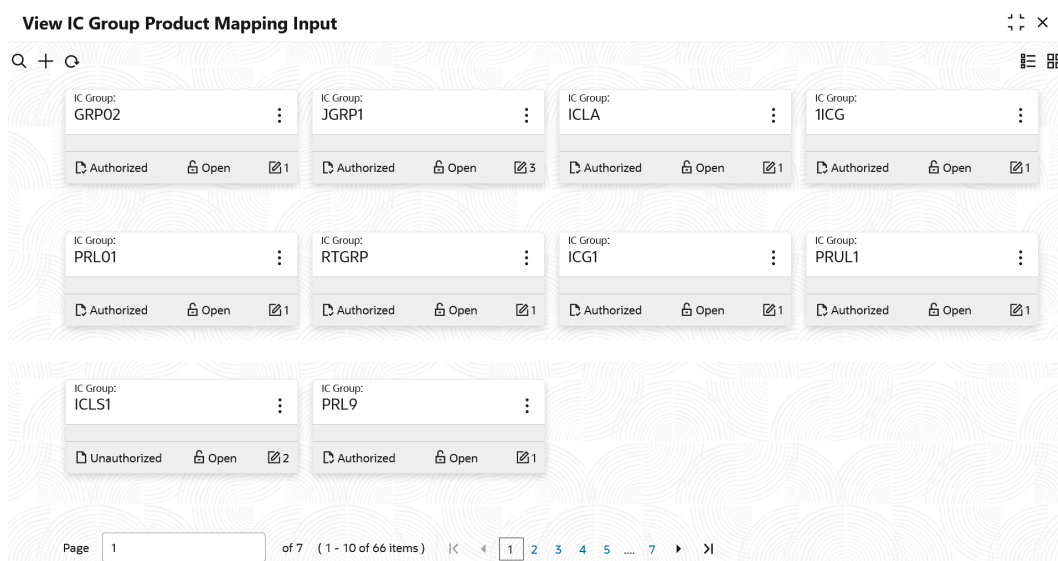 View IC Group Product Mapping Input
IC Group: IC Group: IC Group: IC Group:
GRP02 JGRP1 ICLA 1ICG
Authorized Open 1 Authorized Open 3 Authorized Open 1 Authorized Open 1
IC Group: IC Group: IC Group: IC Group:
PRL01 RTGRP ICG1 PRUL1
Authorized Open 1 Authorized Open 1 Authorized Open 1 Authorized Open 1
IC Group: IC Group:
ICLS1 PRL9
Unauthorized Open 2 Authorized Open 1
Page 1 of 7 ( 1 - 10 of 66 items ) 1 2 3 4 5 .... 7